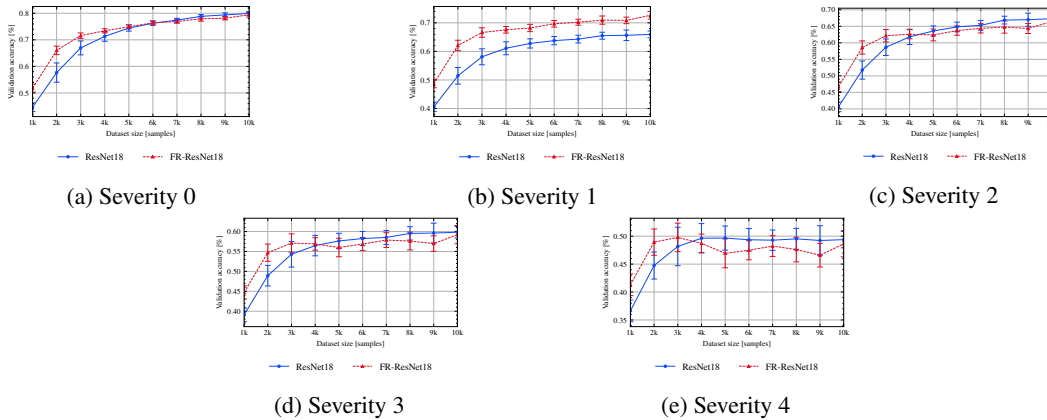 Validation accuracy [%]
0.8
0.7
0.6
0.5
1k 2k 3k 4k 5k 6k 7k 8k 9k 10k
Dataset size [samples]
ResNet18 FR-ResNet18
(a) Severity 0
Validation accuracy [%]
0.7
0.6
0.5
0.4
1k 2k 3k 4k 5k 6k 7k 8k 9k 10k
Dataset size [samples]
ResNet18 FR-ResNet18
(b) Severity 1
Validation accuracy [%]
0.70
0.65
0.60
0.55
0.50
0.45
0.40
1k 2k 3k 4k 5k 6k 7k 8k 9k
Dataset size [samples]
ResNet18 FR-ResNet18
(c) Severity 2
Validation accuracy [%]
0.60
0.55
0.50
0.45
0.40
1k 2k 3k 4k 5k 6k 7k 8k 9k 10k
Dataset size [samples]
ResNet18 FR-ResNet18
(d) Severity 3
Validation accuracy [%]
0.50
0.45
0.40
0.35
1k 2k 3k 4k 5k 6k 7k 8k 9k 10k
Dataset size [samples]
ResNet18 FR-ResNet18
(e) Severity 4